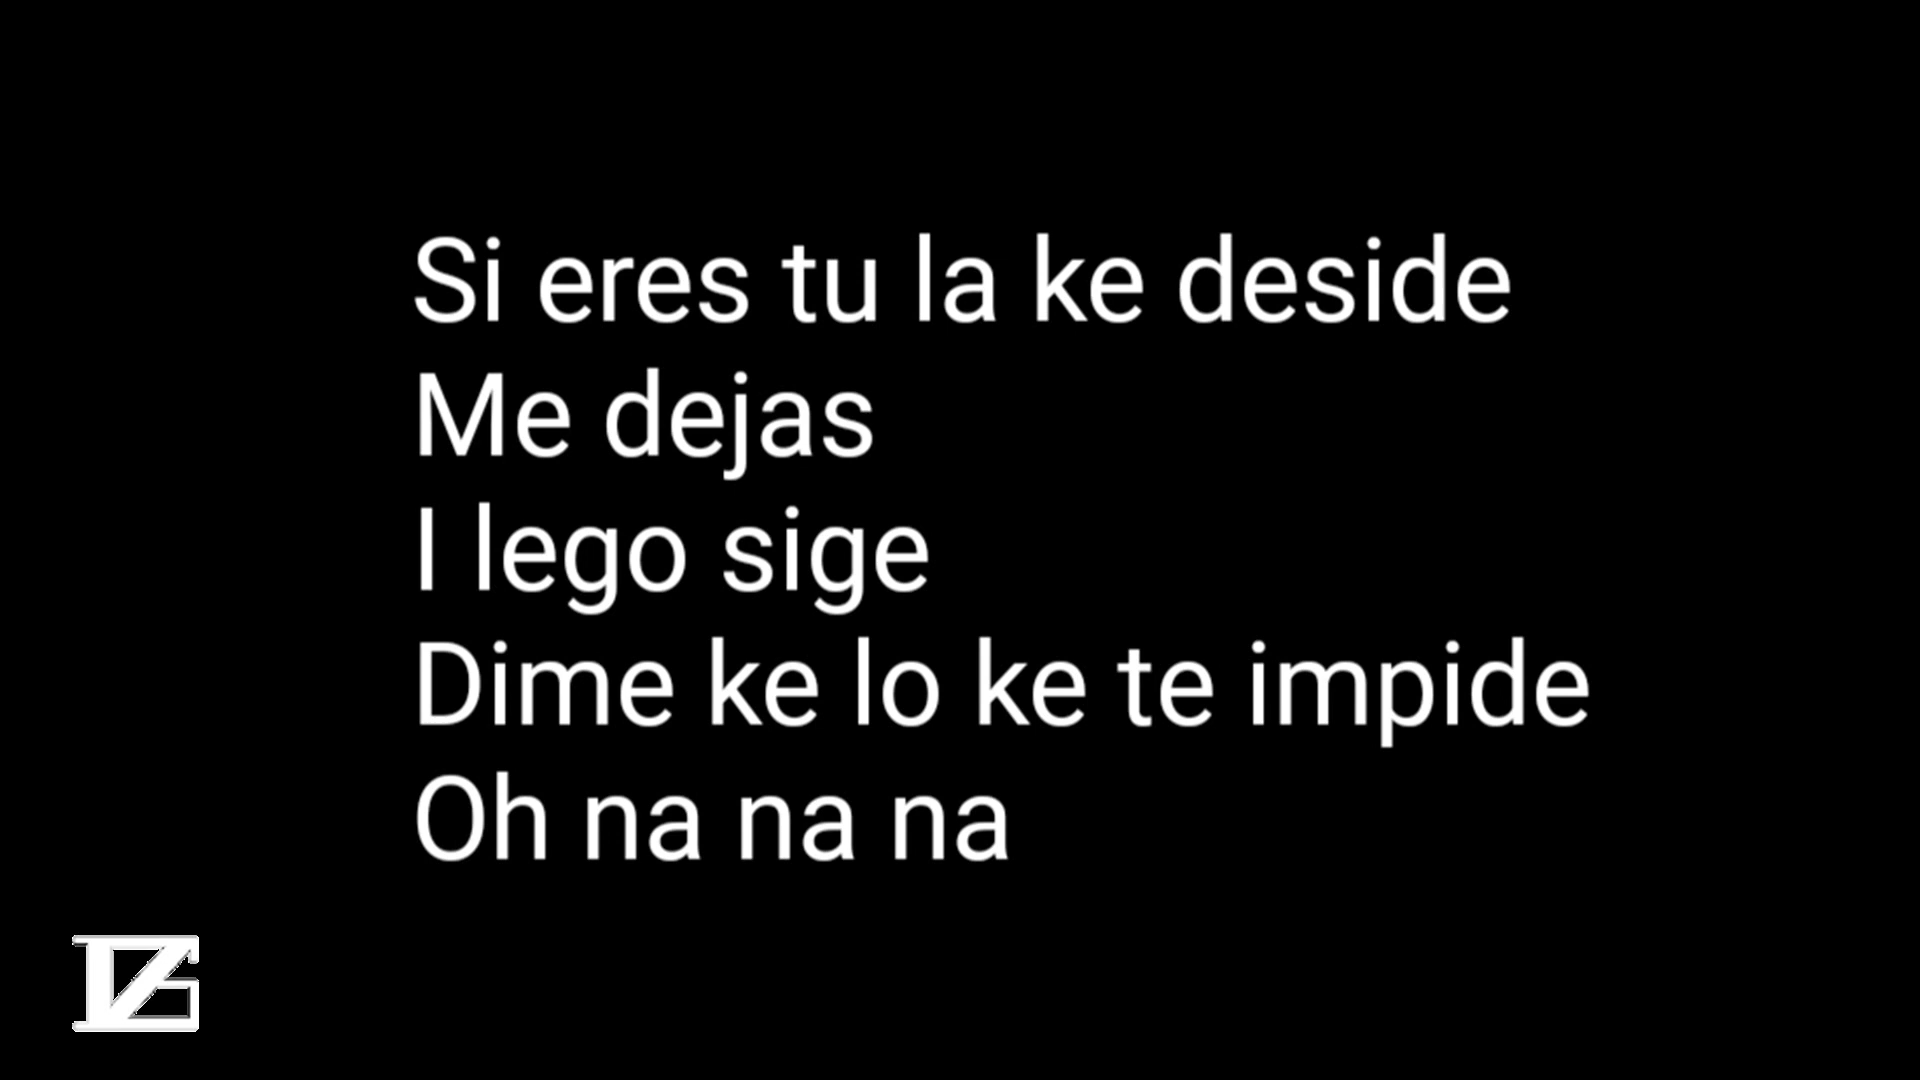 Si eres tu la ke deside
Me dejas
I lego sige
Dime ke lo ke te impide
Oh na na na